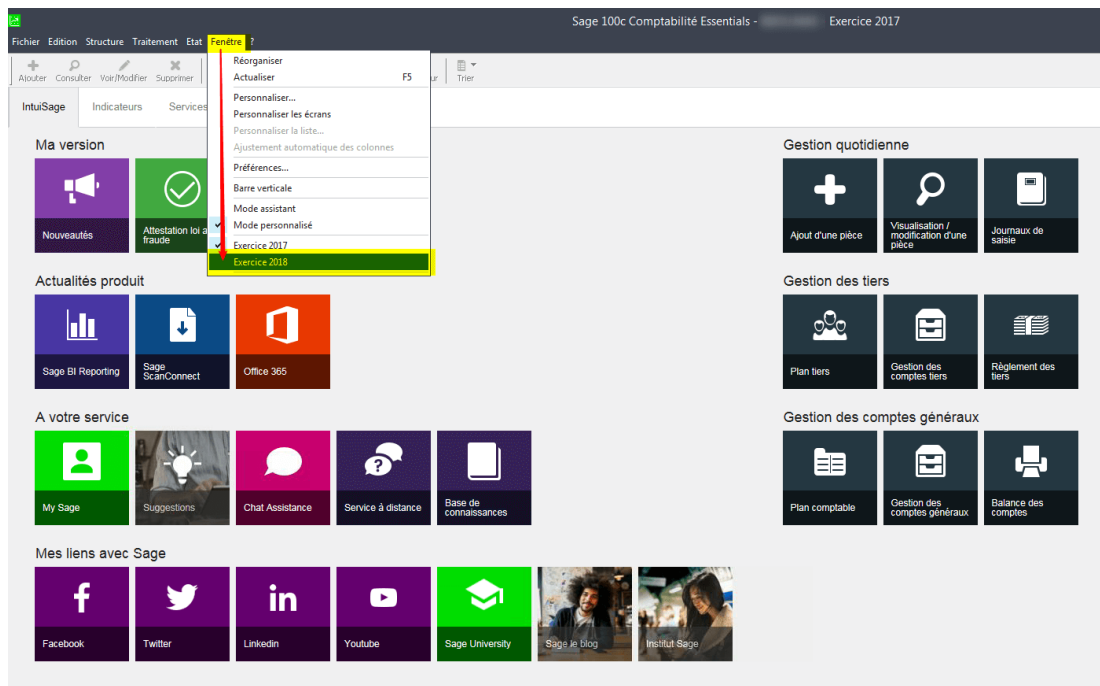 Sage 100c Comptabilité Essentials -
Exercice 2017
Fichier Edition Structure Traitement Etat Fenêtre ?
Ajouter Consulter Voir/Modifier Supprimer
Trier
Réorganiser
Actualiser F5
Personnaliser...
Personnaliser les écrans
Personnaliser la liste...
Ajustement automatique des colonnes
Préférences...
Barre verticale
Mode assistant
Mode personnalisé
Exercice 2017
Exercice 2018
IntuiSage Indicateurs Services
Ma version
Nouveautés
Attestation loi a
fraude
Actualités produit
Sage BI Reporting
Sage
ScanConnect
Office 365
A votre service
My Sage
Suggestions
Chat Assistance
Service à distance
Base de
connaissances
Mes liens avec Sage
Facebook
Twitter
Linkedin
Youtube
Sage University
Sage le blog
Institut Sage
Gestion quotidienne
Ajout d'une pièce
Visualisation /
modification d'une
pièce
Journaux de
saisie
Gestion des tiers
Plan tiers
Gestion des
comptes tiers
Règlement des
tiers
Gestion des comptes généraux
Plan comptable
Gestion des
comptes généraux
Balance des
comptes